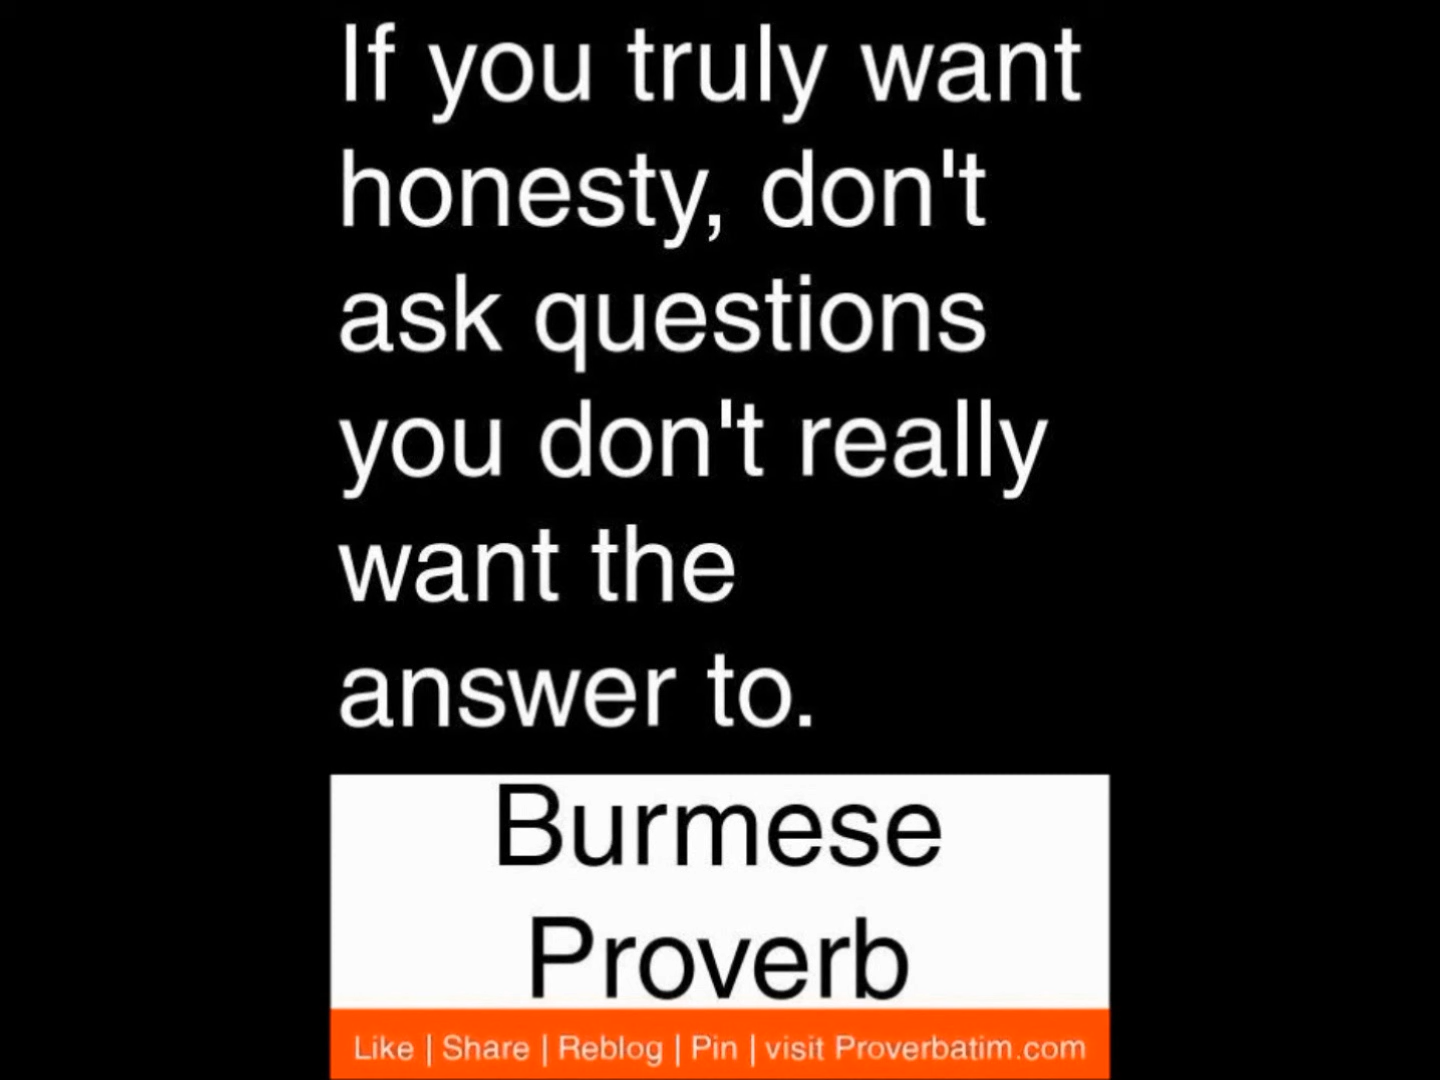 If you truly want
honesty, don't
ask questions
you don't really
want the
answer to.
Burmese
Proverb
Like | Share | Reblog | Pin | visit Proverbatim.com